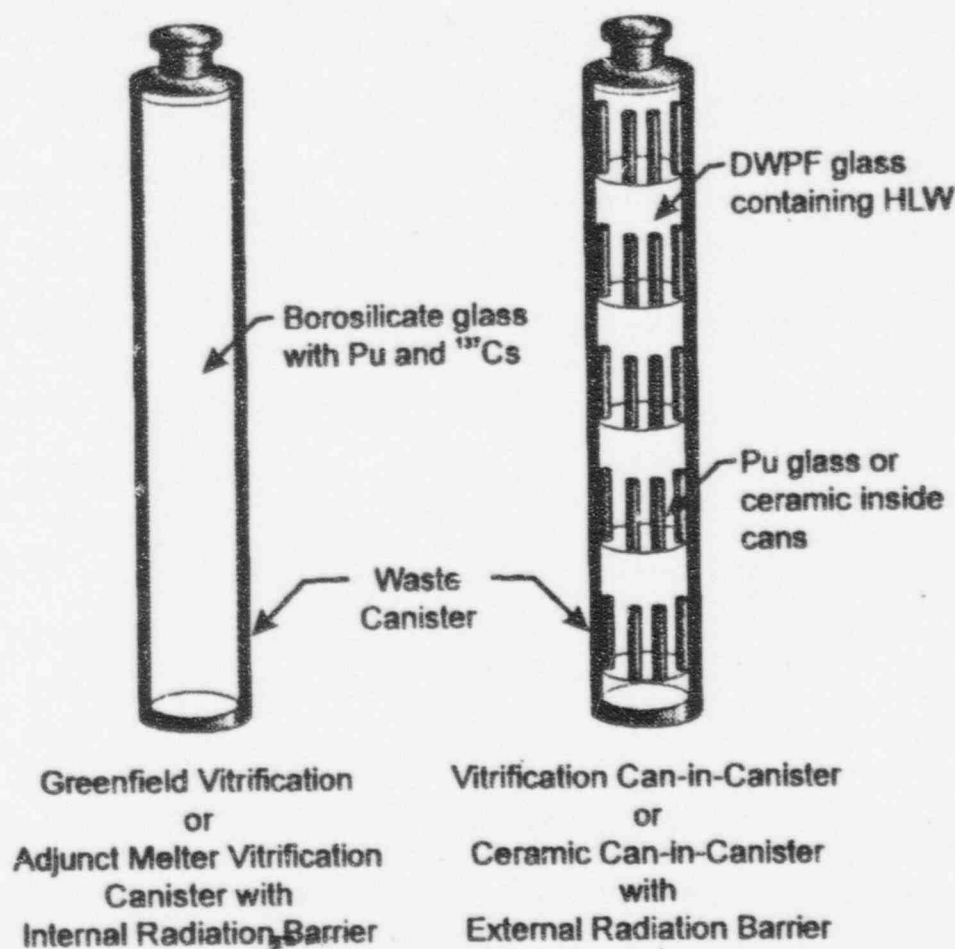 DWPF glass
containing HLW
Borosilicate glass
with Pu and ¹³⁷Cs
Pu glass or
ceramic inside
cans
Waste
Canister
Greenfield Vitrification
or
Adjunct Melter Vitrification
Canister with
Internal Radiation Barrier
Vitrification Can-in-Canister
or
Ceramic Can-in-Canister
with
External Radiation Barrier